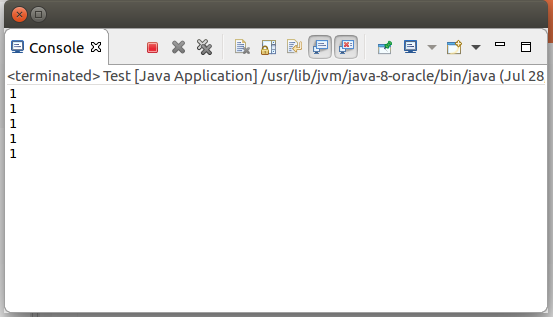 Console
<terminated> Test [Java Application] /usr/lib/jvm/java-8-oracle/bin/java (Jul 28
1
1
1
1
1